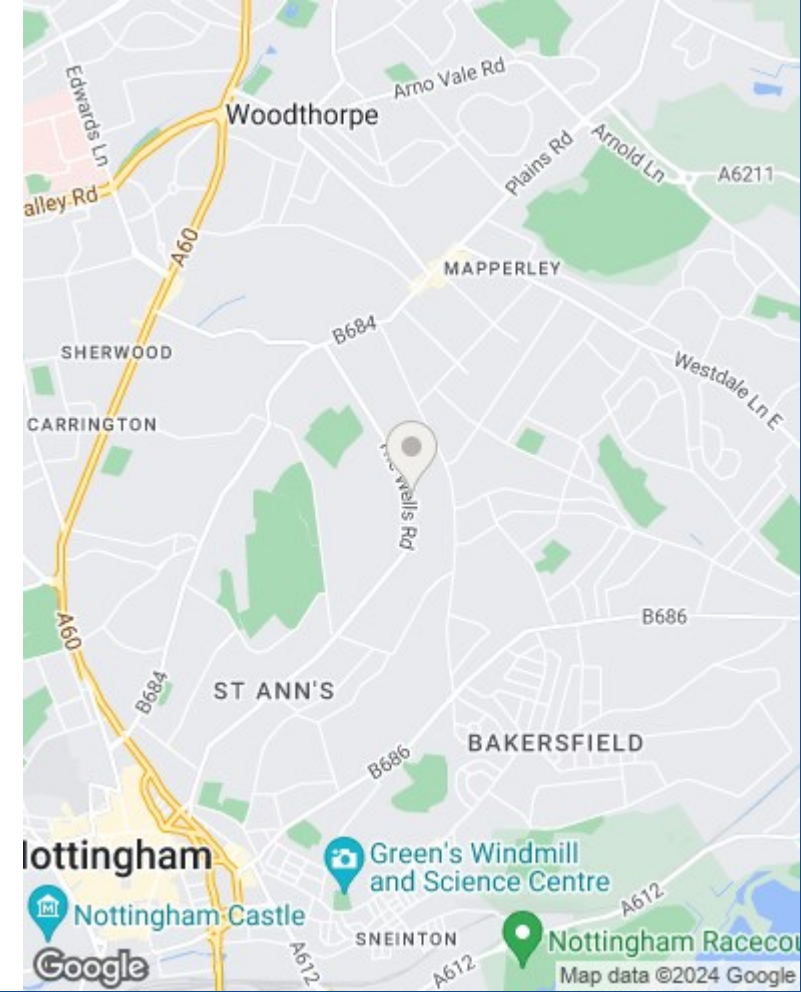 Edwards Ln
Arno Vale Rd
Woodthorpe
Arnold Ln
Plains Rd
A6211
alley Rd
A60
MAPPERLEY
B684
SHERWOOD
Westdale Ln E
CARRINGTON
Wells Rd
A60
B686
ST ANN'S
B684
BAKERSFIELD
B686
ottingham
Green's Windmill
and Science Centre
A612
Nottingham Castle
SNEINTON
Nottingham Racecou
A612
A612
Google
Map data ©2024 Google